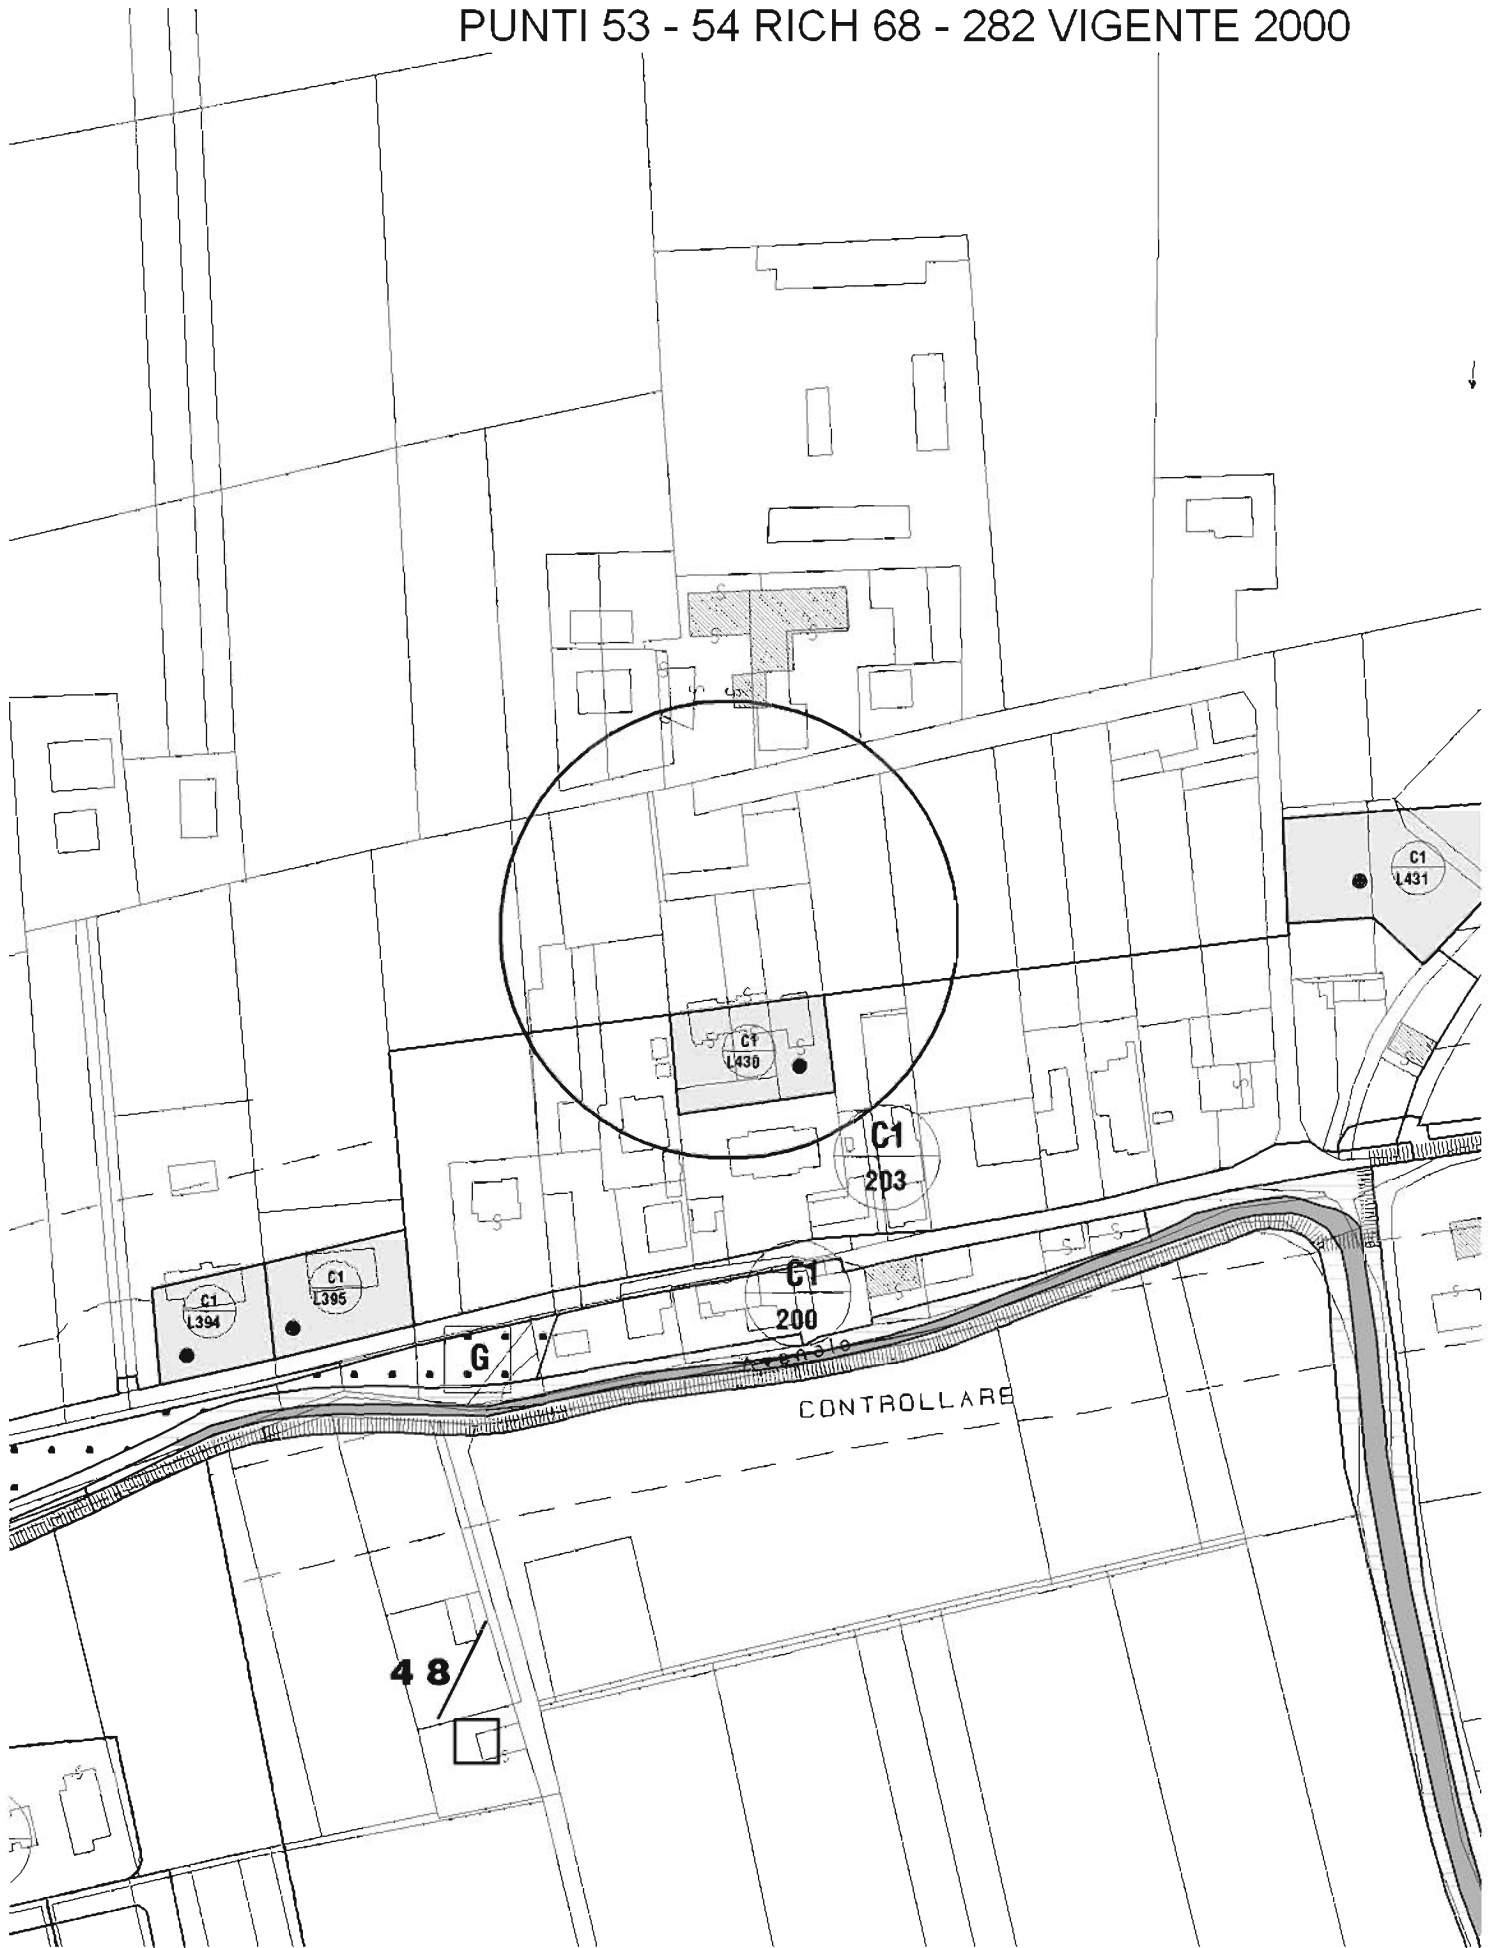 PUNTI 53 - 54 RICH 68 - 282 VIGENTE 2000
C1
L431
C1
L430
C1
203
C1
L395
C1
L394
C1
200
G
CONTROLLARE
48